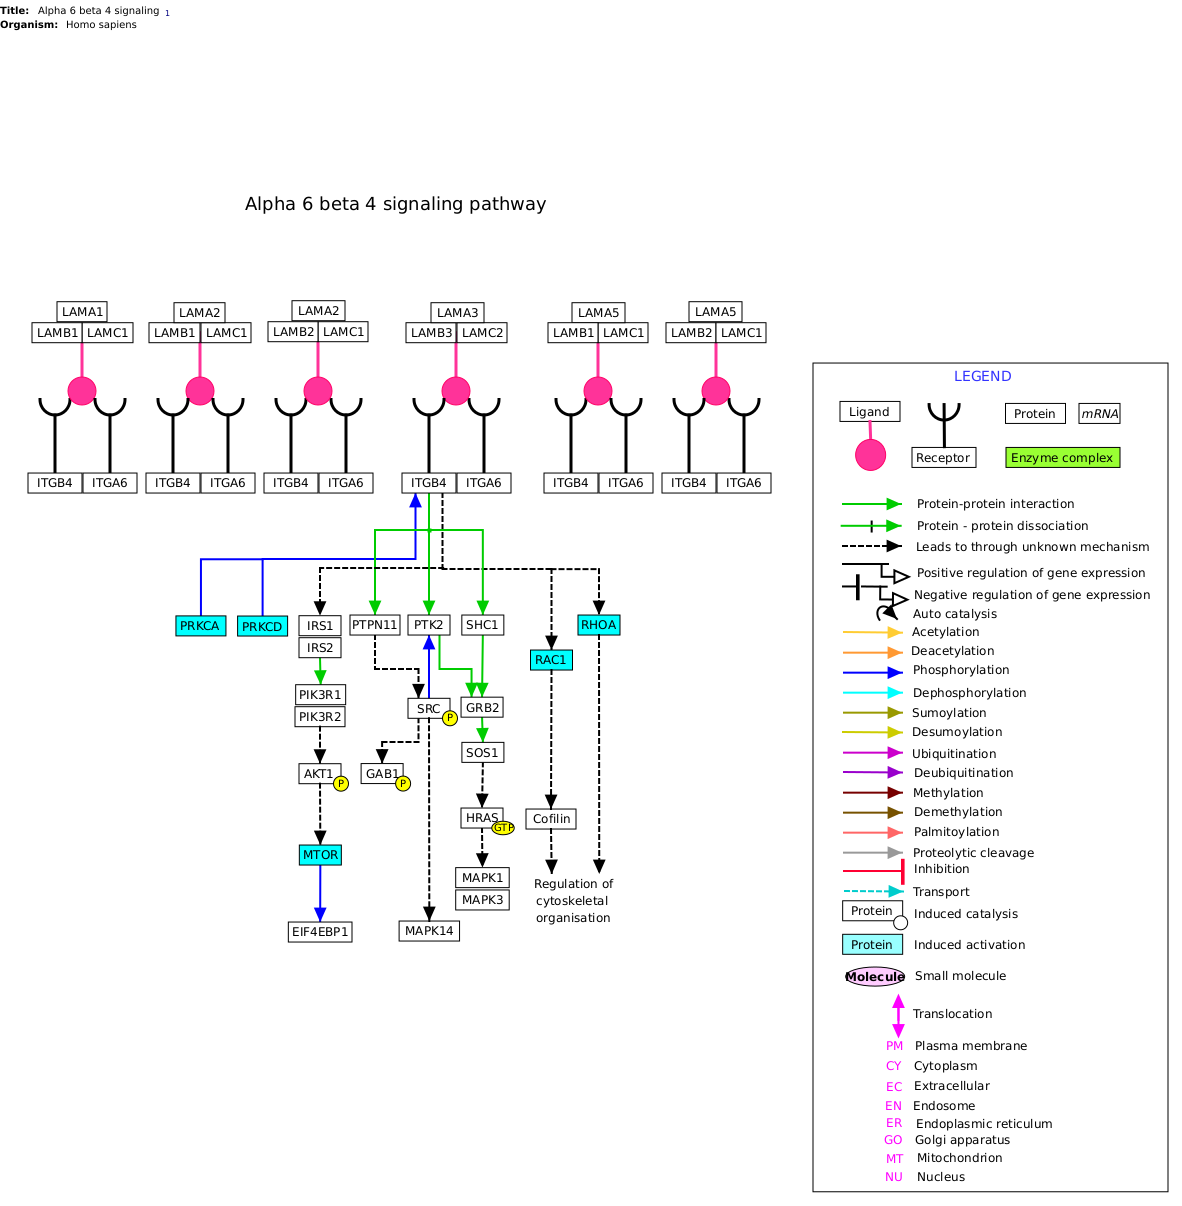 Title: Alpha 6 beta 4 signaling 1
Organism: Homo sapiens
Alpha 6 beta 4 signaling pathway
LAMA1
LAMB1 LAMC1
LAMA2
LAMB1 LAMC1
LAMA2
LAMB2 LAMC1
LAMA3
LAMB3 LAMC2
LAMA5
LAMB1 LAMC1
LAMA5
LAMB2 LAMC1
ITGB4 ITGA6
ITGB4 ITGA6
ITGB4 ITGA6
ITGB4 ITGA6
ITGB4 ITGA6
ITGB4 ITGA6
PRKCA
PRKCD
IRS1
IRS2
PTPN11
PTK2
SHC1
RHOA
RAC1
PIK3R1
PIK3R2
SRC
P
GRB2
SOS1
AKT1
P
GAB1
P
HRAS
GTP
Cofilin
MTOR
MAPK1
MAPK3
Regulation of
cytoskeletal
organisation
EIF4EBP1
MAPK14
LEGEND
Ligand
Receptor
Protein
mRNA
Enzyme complex
Protein-protein interaction
Protein - protein dissociation
Leads to through unknown mechanism
Positive regulation of gene expression
Negative regulation of gene expression
Auto catalysis
Acetylation
Deacetylation
Phosphorylation
Dephosphorylation
Sumoylation
Desumoylation
Ubiquitination
Deubiquitination
Methylation
Demethylation
Palmitoylation
Proteolytic cleavage
Inhibition
Transport
Protein Induced catalysis
Protein Induced activation
Molecule Small molecule
Translocation
PM Plasma membrane
CY Cytoplasm
EC Extracellular
EN Endosome
ER Endoplasmic reticulum
GO Golgi apparatus
MT Mitochondrion
NU Nucleus